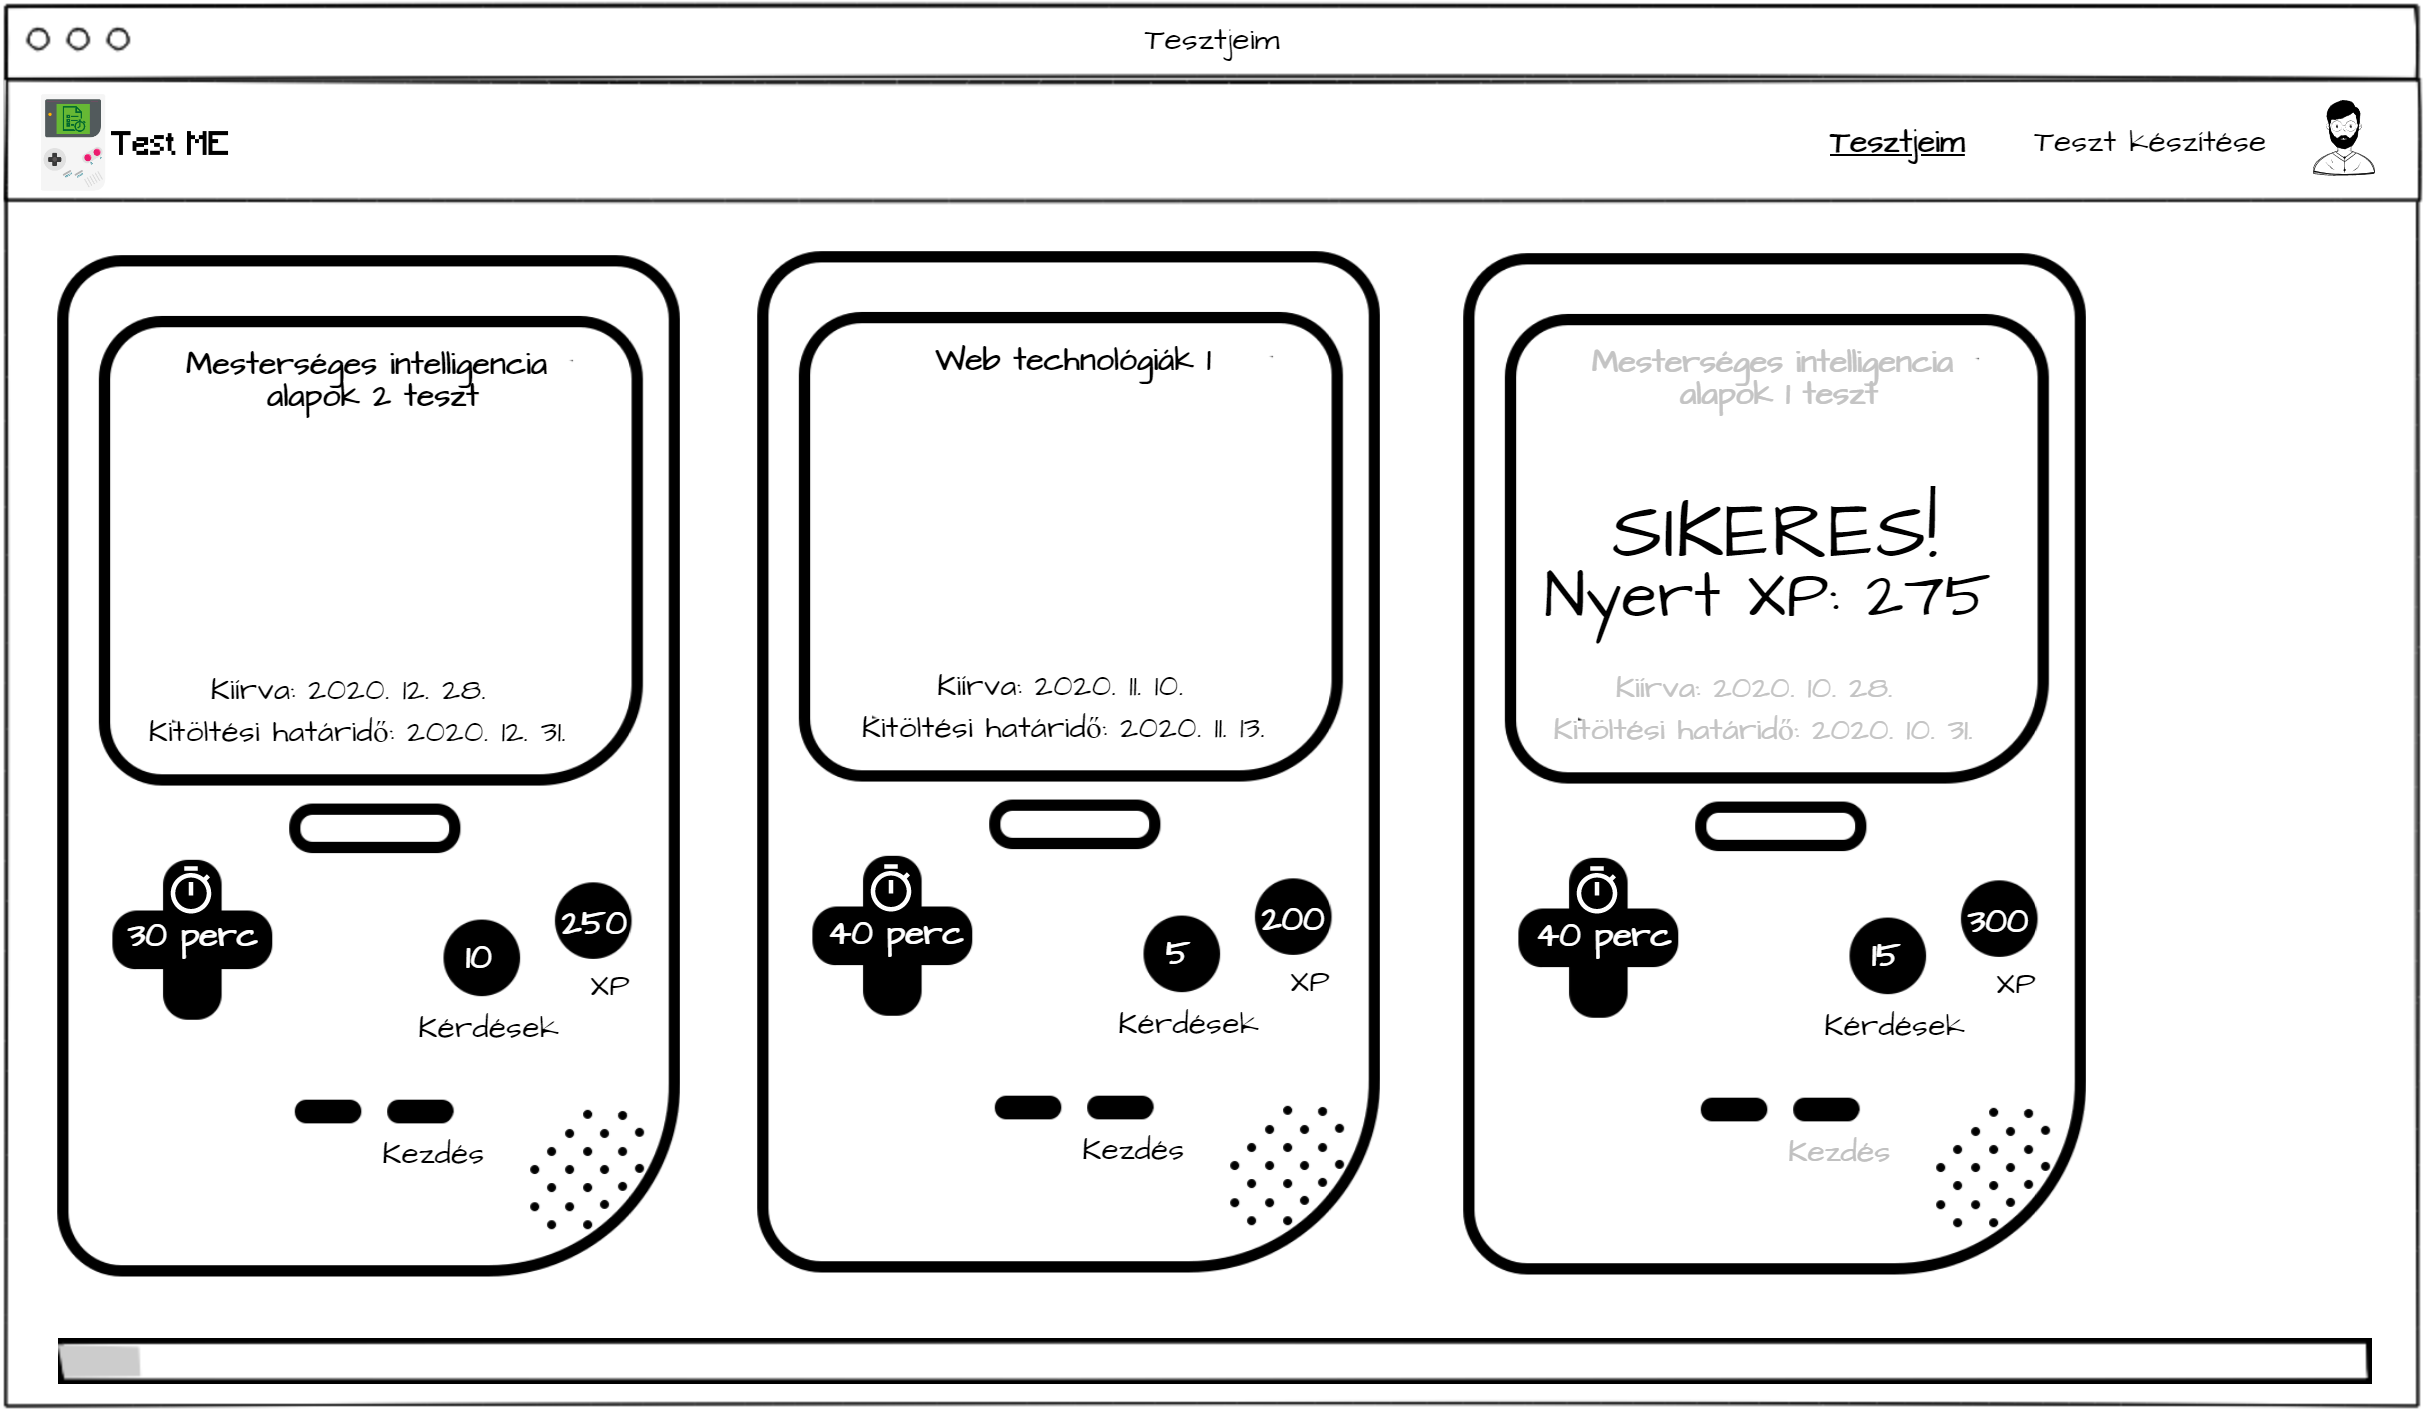 Tesztjeim
Test ME
Tesztjeim
Teszt készítése
Mesterséges intelligencia
alapok 2 teszt
Kiírva: 2020. 12. 28.
Kitöltési határidő: 2020. 12. 31.
30 perc
10
250
XP
Kérdések
Kezdés
Web technológiák 1
Kiírva: 2020. 11. 10.
Kitöltési határidő: 2020. 11. 13.
40 perc
5
200
XP
Kérdések
Kezdés
Mesterséges intelligencia
alapok 1 teszt
SIKERES!
Nyert XP: 275
Kiírva: 2020. 10. 28.
Kitöltési határidő: 2020. 10. 31.
40 perc
15
300
XP
Kérdések
Kezdés